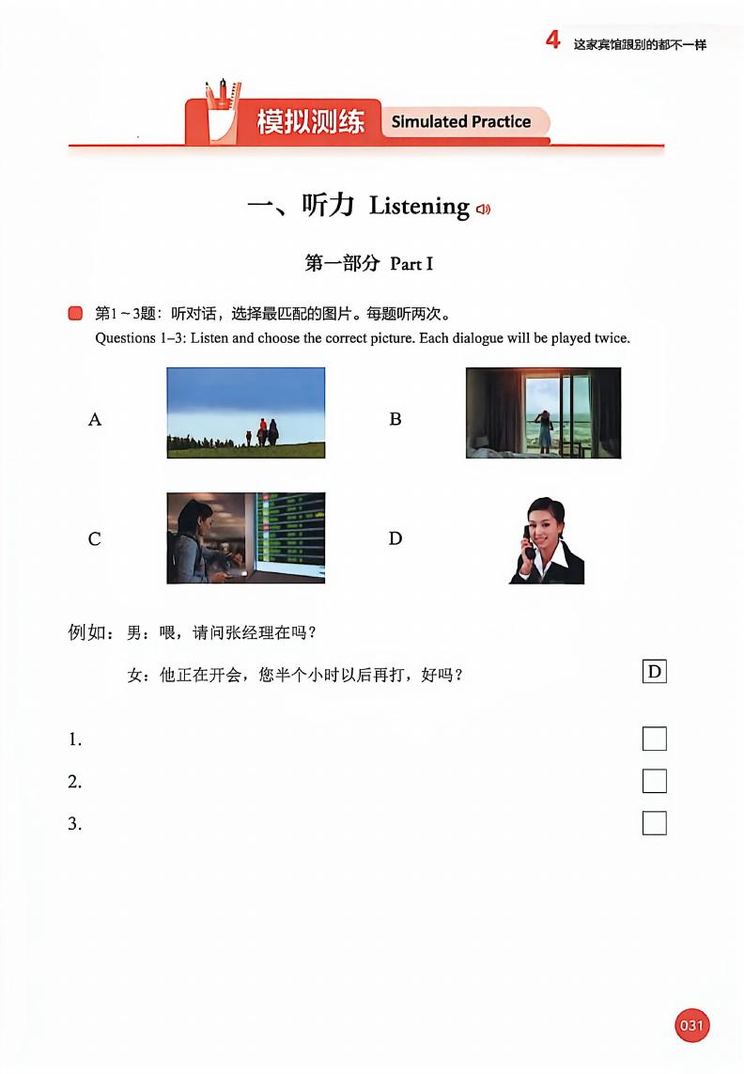 4 这家宾馆跟别的都不一样
模拟测练 Simulated Practice
一、听力 Listening
第一部分 Part I
第1～3题：听对话，选择最匹配的图片。每题听两次。
Questions 1–3: Listen and choose the correct picture. Each dialogue will be played twice.
A
B
C
D
例如：男：喂，请问张经理在吗？
女：他正在开会，您半个小时以后再打，好吗？ D
1.
2.
3.
031